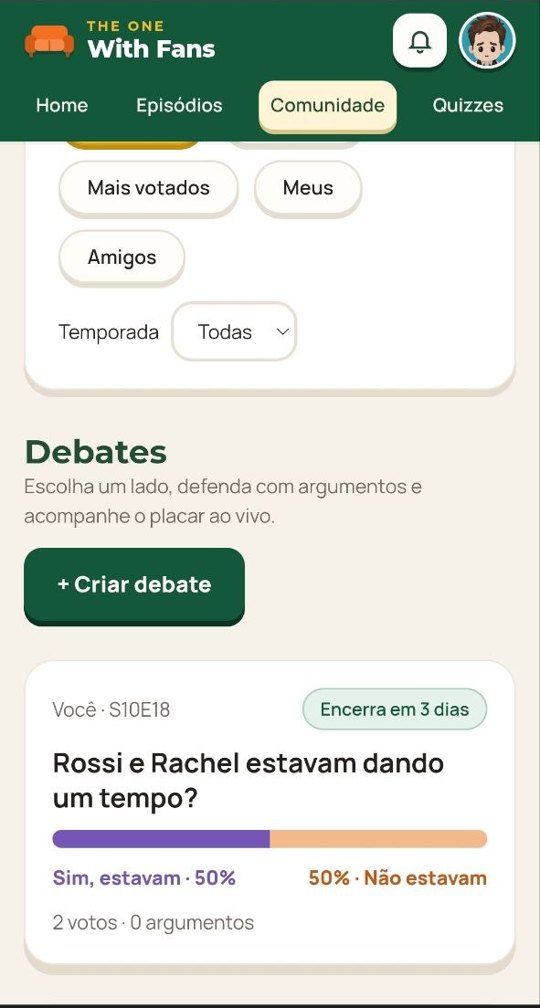 THE ONE
With Fans
Home
Episódios
Comunidade
Quizzes
Mais votados
Meus
Amigos
Temporada
Todas
Debates
Escolha um lado, defenda com argumentos e
acompanhe o placar ao vivo.
+ Criar debate
Você · S10E18
Encerra em 3 dias
Rossi e Rachel estavam dando
um tempo?
Sim, estavam · 50%
50% · Não estavam
2 votos · 0 argumentos